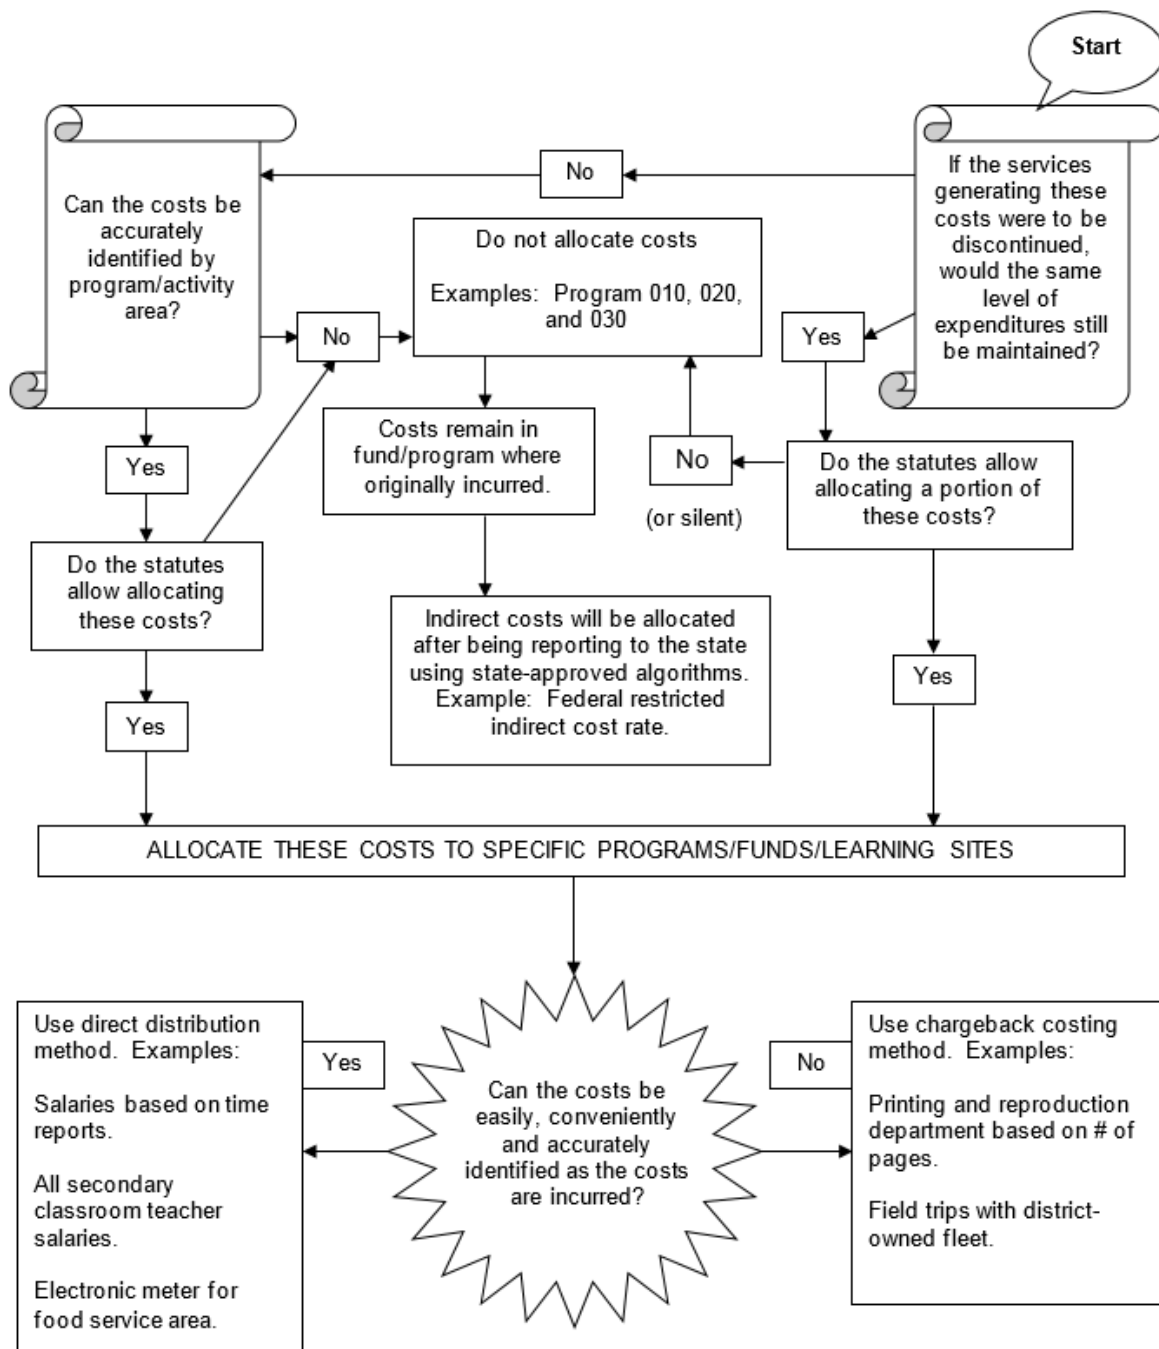 Start
If the services
generating these
costs were to be
discontinued,
would the same
level of
expenditures still
be maintained?
No
Can the costs be
accurately
identified by
program/activity
area?
Do not allocate costs
Examples: Program 010, 020,
and 030
No
Yes
Costs remain in
fund/program where
originally incurred.
No
(or silent)
Do the statutes allow
allocating a portion of
these costs?
Yes
Do the statutes
allow allocating
these costs?
Indirect costs will be allocated
after being reporting to the state
using state-approved algorithms.
Example: Federal restricted
indirect cost rate.
Yes
Yes
ALLOCATE THESE COSTS TO SPECIFIC PROGRAMS/FUNDS/LEARNING SITES
Use direct distribution
method. Examples:
Salaries based on time
reports.
All secondary
classroom teacher
salaries.
Electronic meter for
food service area.
Yes
Can the costs be
easily, conveniently
and accurately
identified as the costs
are incurred?
No
Use chargeback costing
method. Examples:
Printing and reproduction
department based on # of
pages.
Field trips with district-
owned fleet.